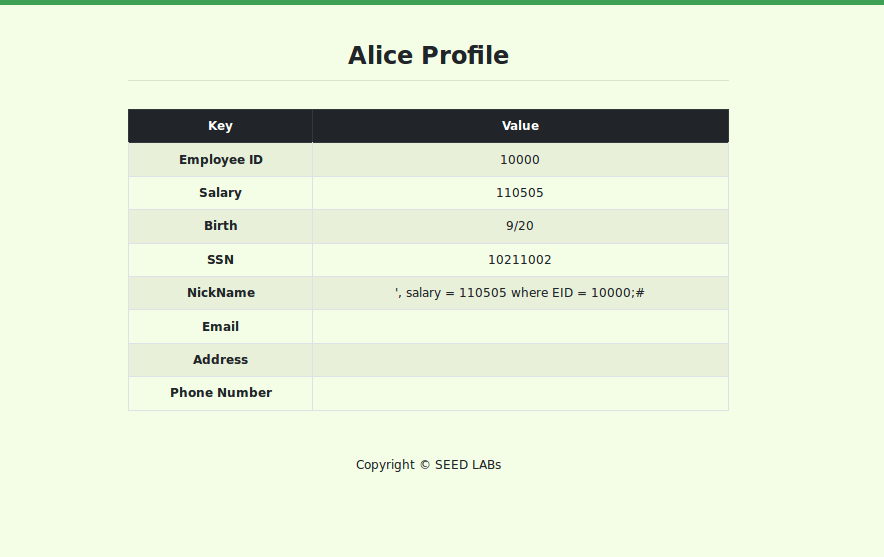 Alice Profile
Key Value
Employee ID 10000
Salary 110505
Birth 9/20
SSN 10211002
NickName ', salary = 110505 where EID = 10000;#
Email
Address
Phone Number
Copyright © SEED LABs